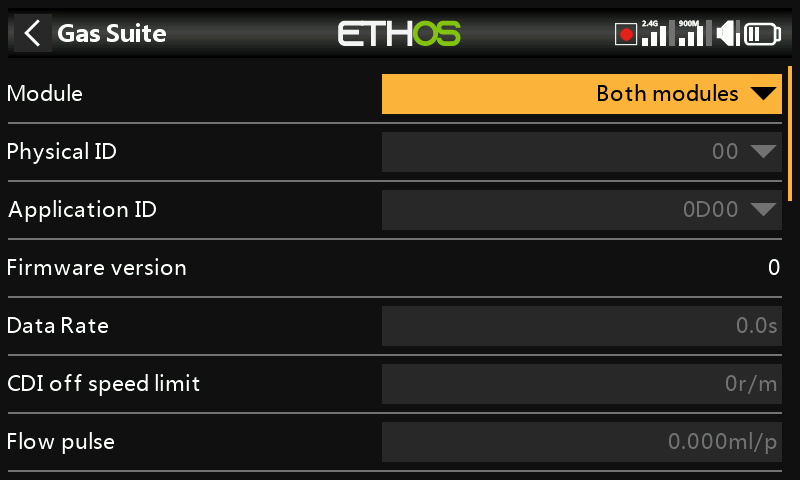 Gas Suite
ETHOS
2.4G
900M
Module
Both modules
Physical ID
00
Application ID
0D00
Firmware version
0
Data Rate
0.0s
CDI off speed limit
0r/m
Flow pulse
0.000ml/p